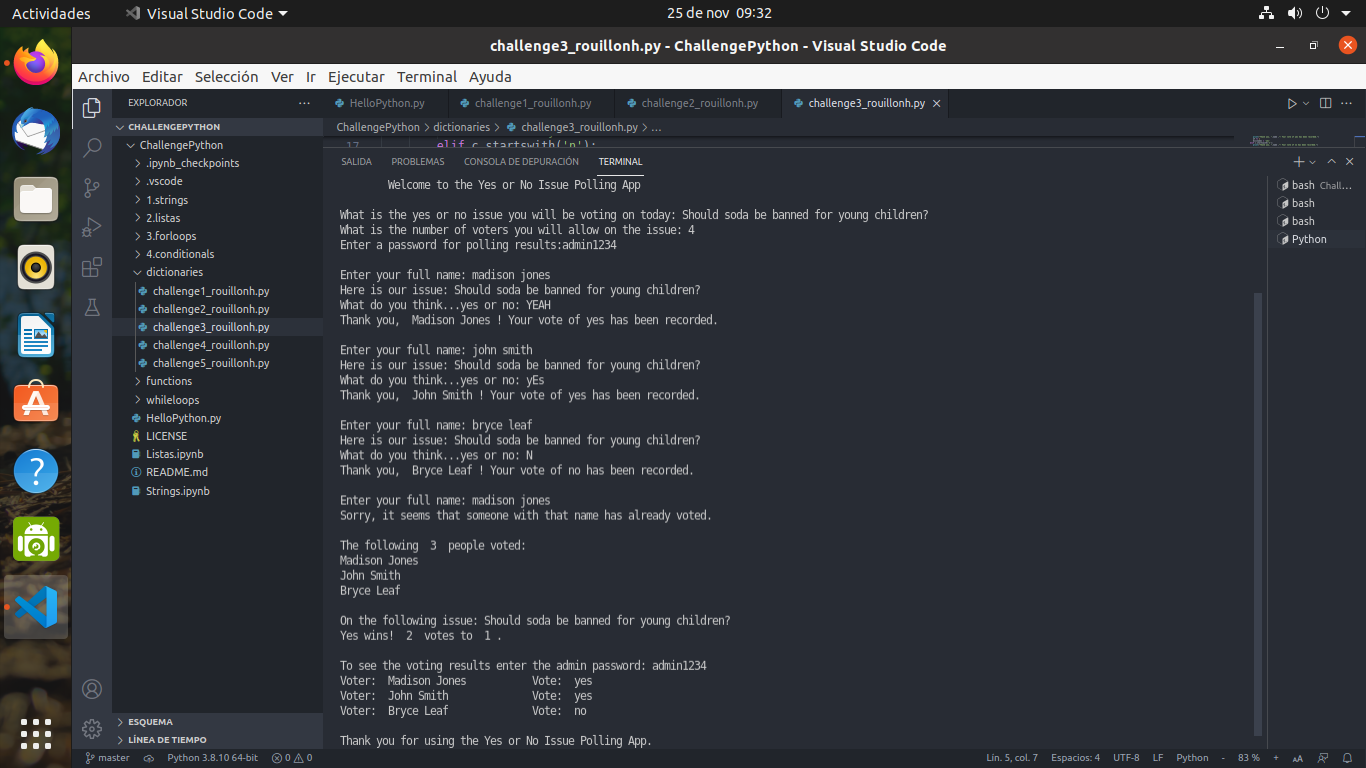 Actividades
Visual Studio Code
25 de nov 09:32
challenge3_rouillonh.py - ChallengePython - Visual Studio Code
Archivo Editar Selección Ver Ir Ejecutar Terminal Ayuda
EXPLORADOR
CHALLENGEPYTHON
ChallengePython
.ipynb_checkpoints
.vscode
1.strings
2.listas
3.forloops
4.conditionals
dictionaries
challenge1_rouillonh.py
challenge2_rouillonh.py
challenge3_rouillonh.py
challenge4_rouillonh.py
challenge5_rouillonh.py
functions
whileloops
HelloPython.py
LICENSE
Listas.ipynb
README.md
Strings.ipynb
ESQUEMA
LÍNEA DE TIEMPO
HelloPython.py challenge1_rouillonh.py challenge2_rouillonh.py challenge3_rouillonh.py
ChallengePython > dictionaries > challenge3_rouillonh.py > ...
17 elif c.startswith('n'):
SALIDA PROBLEMAS CONSOLA DE DEPURACIÓN TERMINAL
Welcome to the Yes or No Issue Polling App
What is the yes or no issue you will be voting on today: Should soda be banned for young children?
What is the number of voters you will allow on the issue: 4
Enter a password for polling results:admin1234
Enter your full name: madison jones
Here is our issue: Should soda be banned for young children?
What do you think...yes or no: YEAH
Thank you,  Madison Jones ! Your vote of yes has been recorded.
Enter your full name: john smith
Here is our issue: Should soda be banned for young children?
What do you think...yes or no: yEs
Thank you,  John Smith ! Your vote of yes has been recorded.
Enter your full name: bryce leaf
Here is our issue: Should soda be banned for young children?
What do you think...yes or no: N
Thank you,  Bryce Leaf ! Your vote of no has been recorded.
Enter your full name: madison jones
Sorry, it seems that someone with that name has already voted.
The following  3  people voted:
Madison Jones
John Smith
Bryce Leaf
On the following issue: Should soda be banned for young children?
Yes wins!  2  votes to  1 .
To see the voting results enter the admin password: admin1234
Voter:  Madison Jones Vote:  yes
Voter:  John Smith Vote:  yes
Voter:  Bryce Leaf Vote:  no
Thank you for using the Yes or No Issue Polling App.
bash Chall...
bash
bash
Python
master Python 3.8.10 64-bit 0 0 Lín. 5, col. 7 Espacios: 4 UTF-8 LF Python - 83 % + AA